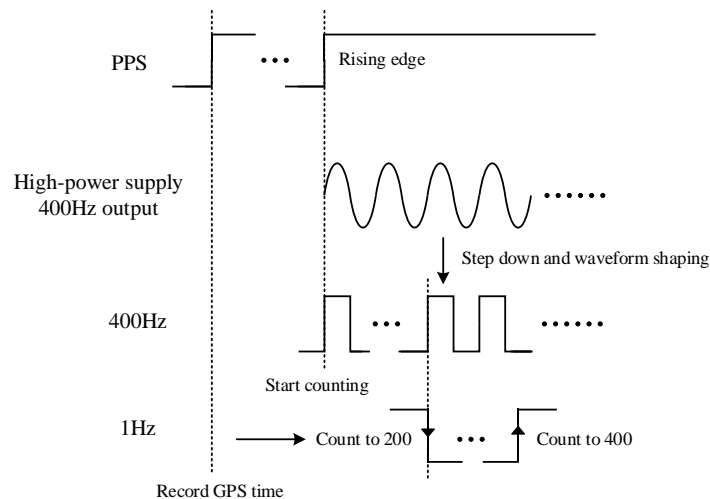 PPS
Rising edge
High-power supply
400Hz output
Step down and waveform shaping
400Hz
Start counting
1Hz
Count to 200
Count to 400
Record GPS time